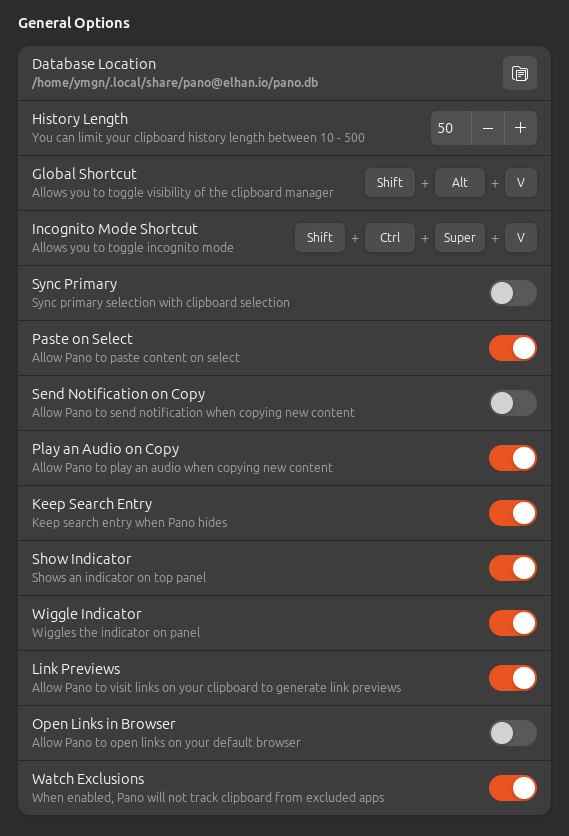 General Options
Database Location
/home/ymgn/.local/share/pano@elhan.io/pano.db
History Length
You can limit your clipboard history length between 10 - 500
50 — +
Global Shortcut
Allows you to toggle visibility of the clipboard manager
Shift + Alt + V
Incognito Mode Shortcut
Allows you to toggle incognito mode
Shift + Ctrl + Super + V
Sync Primary
Sync primary selection with clipboard selection
Paste on Select
Allow Pano to paste content on select
Send Notification on Copy
Allow Pano to send notification when copying new content
Play an Audio on Copy
Allow Pano to play an audio when copying new content
Keep Search Entry
Keep search entry when Pano hides
Show Indicator
Shows an indicator on top panel
Wiggle Indicator
Wiggles the indicator on panel
Link Previews
Allow Pano to visit links on your clipboard to generate link previews
Open Links in Browser
Allow Pano to open links on your default browser
Watch Exclusions
When enabled, Pano will not track clipboard from excluded apps